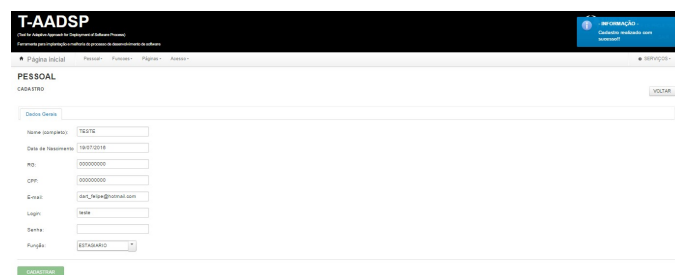 T-AADSP
(Tool for Adaptive Approach for Deployment of Software Process)
Ferramenta para implantação e melhoria do processo de desenvolvimento de software
- INFORMAÇÃO -
Cadastro realizado com sucesso!!
Página inicial Pessoal Funcoes Páginas Acesso SERVIÇOS
PESSOAL
CADASTRO
VOLTAR
Dados Gerais
Nome (completo): TESTE
Data de Nascimento 19/07/2016
RG: 000000000
CPF: 000000000
E-mail: dart_felipe@hotmail.com
Login: teste
Senha:
Função: ESTAGIARIO
CADASTRAR